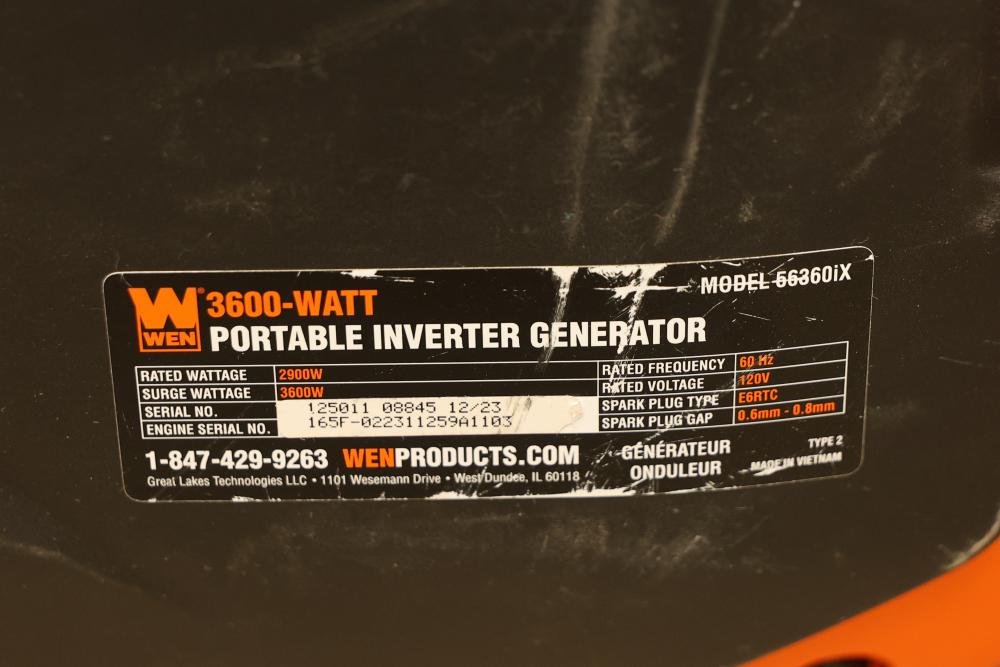 W
WEN®
3600-WATT
MODEL 56360iX
PORTABLE INVERTER GENERATOR
RATED WATTAGE 2900W
SURGE WATTAGE 3600W
SERIAL NO. 125011 08845 12/23
ENGINE SERIAL NO. 165F-022311259A1103
RATED FREQUENCY 60 Hz
RATED VOLTAGE 120V
SPARK PLUG TYPE E6RTC
SPARK PLUG GAP 0.6mm - 0.8mm
1-847-429-9263 WENPRODUCTS.COM
Great Lakes Technologies LLC • 1101 Wesemann Drive • West Dundee, IL 60118
GÉNÉRATEUR
ONDULEUR
TYPE 2
MADE IN VIETNAM